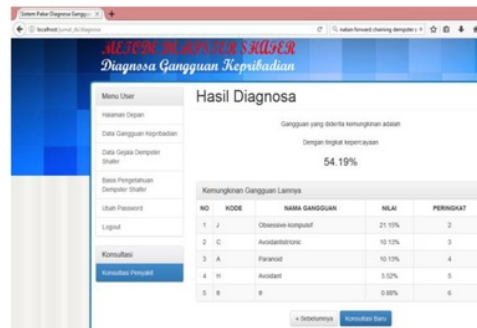 Sistem Pakar Diagnosa Ganggu
localhost/jurnal_ds/diagnosa
METODE DEMPSTER SHAFER
Diagnosa Gangguan Kepribadian
Menu User
Halaman Depan
Data Gangguan Kepribadian
Data Gejala Dempster
Shafer
Basis Pengetahuan
Dempster Shafer
Ubah Password
Logout
Konsultasi
Konsultasi Penyakit
Hasil Diagnosa
Gangguan yang diderita kemungkinan adalah
Dengan tingkat kepercayaan
54.19%
Kemungkinan Gangguan Lainnya
NO KODE NAMA GANGGUAN NILAI PERINGKAT
1 J Obsessive-kompulsif 21.15% 2
2 C 10.13% 3
3 A Paranoid 10.13% 4
4 H Avoidant 5.52% 5
5 θ θ 0.88% 6
« Sebelumnya Konsultasi Baru